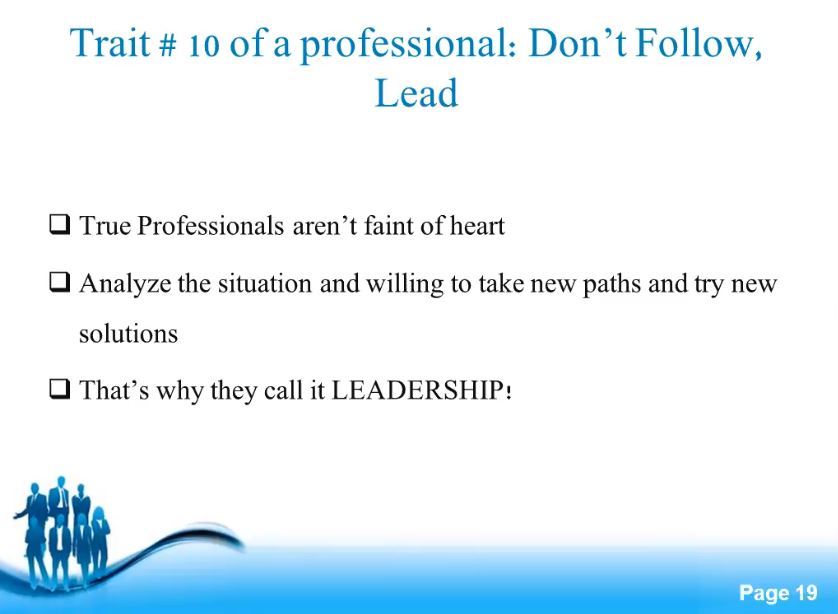 Trait # 10 of a professional: Don’t Follow,
Lead
❑ True Professionals aren’t faint of heart
❑ Analyze the situation and willing to take new paths and try new
solutions
❑ That’s why they call it LEADERSHIP!
Page 19